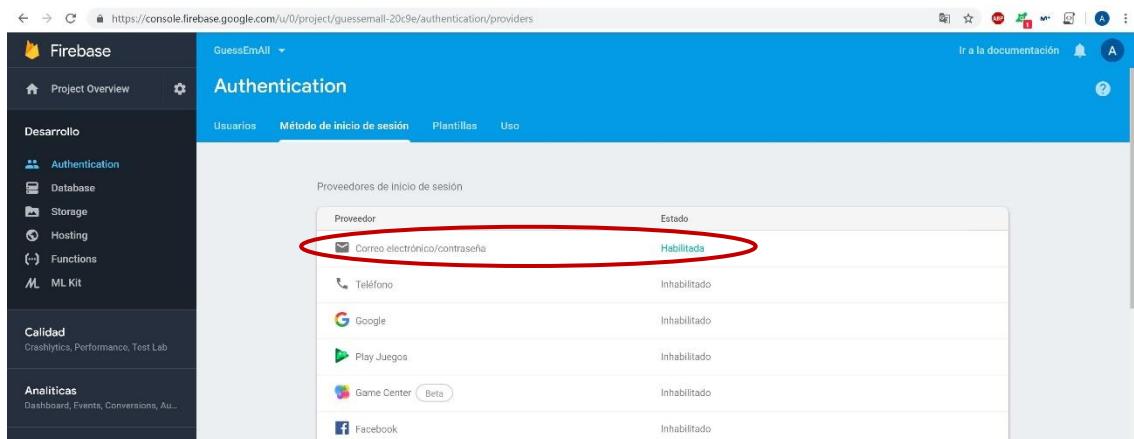 https://console.firebase.google.com/u/0/project/guessemall-20c9e/authentication/providers
ABP
1
A
Firebase
GuessEmAll
Ir a la documentación
A
Project Overview
Authentication
?
Desarrollo
Usuarios Método de inicio de sesión Plantillas Uso
Authentication
Database
Storage
Hosting
Functions
ML Kit
Calidad
Crashlytics, Performance, Test Lab
Analíticas
Dashboard, Events, Conversions, Au...
Proveedores de inicio de sesión
Proveedor Estado
Correo electrónico/contraseña Habilitada
Teléfono Inhabilitado
Google Inhabilitado
Play Juegos Inhabilitado
Game Center Beta Inhabilitado
Facebook Inhabilitado